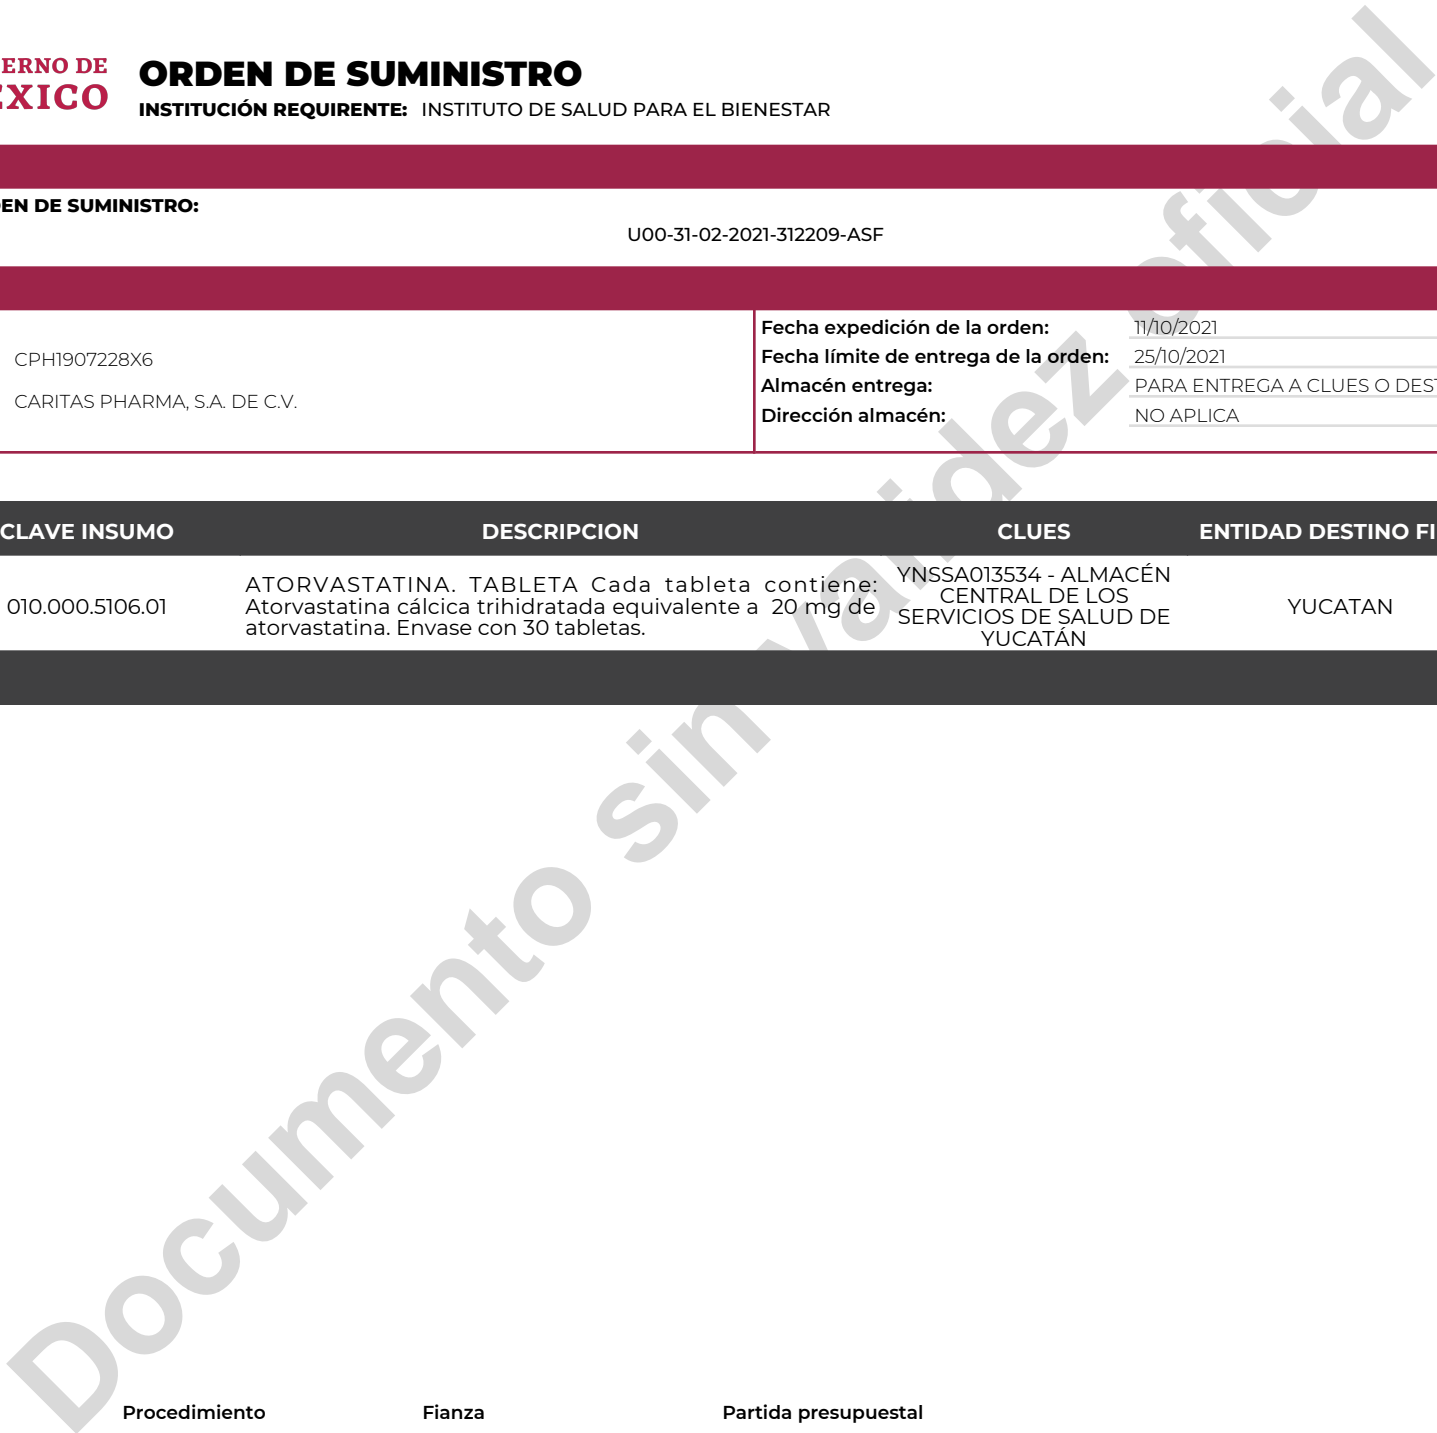 ERNO DE
ÉXICO
ORDEN DE SUMINISTRO
INSTITUCIÓN REQUIRENTE: INSTITUTO DE SALUD PARA EL BIENESTAR
EN DE SUMINISTRO:
U00-31-02-2021-312209-ASF
CPH1907228X6
CARITAS PHARMA, S.A. DE C.V.
Fecha expedición de la orden: 11/10/2021
Fecha límite de entrega de la orden: 25/10/2021
Almacén entrega: PARA ENTREGA A CLUES O DEST
Dirección almacén: NO APLICA
CLAVE INSUMO DESCRIPCION CLUES ENTIDAD DESTINO FI
010.000.5106.01
ATORVASTATINA. TABLETA Cada tableta contiene:
Atorvastatina cálcica trihidratada equivalente a 20 mg de
atorvastatina. Envase con 30 tabletas.
YNSSA013534 - ALMACÉN
CENTRAL DE LOS
SERVICIOS DE SALUD DE
YUCATÁN
YUCATAN
Documento sin validez oficial
Procedimiento Fianza Partida presupuestal